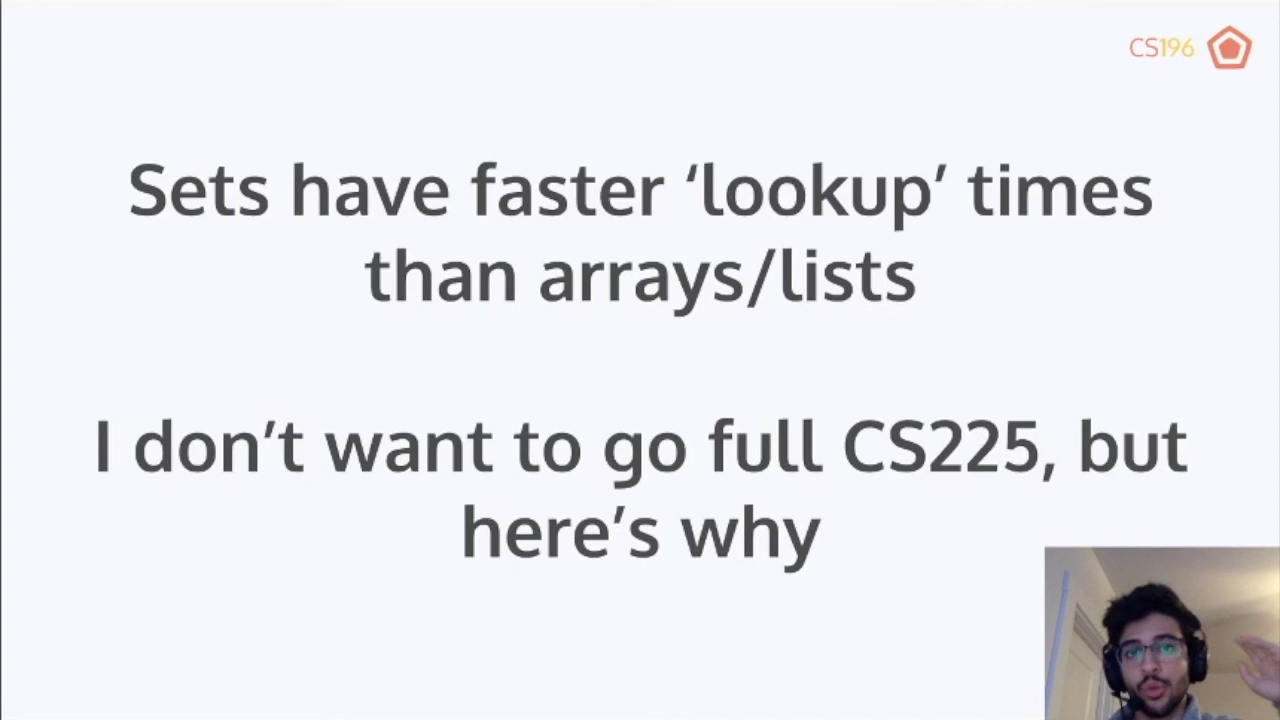 CS196
Sets have faster ‘lookup’ times
than arrays/lists
I don’t want to go full CS225, but
here’s why